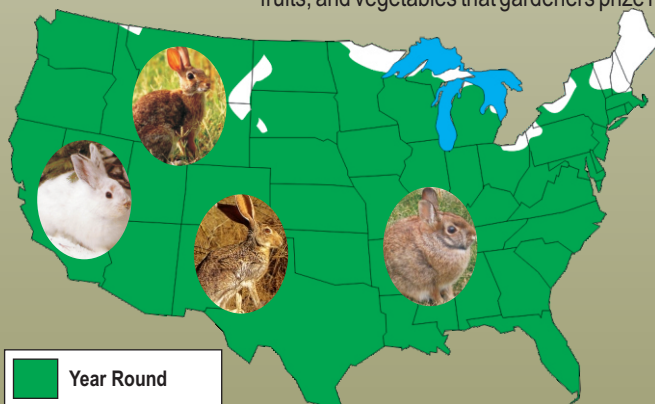 fruits, and vegetables that gardeners prize
Year Round